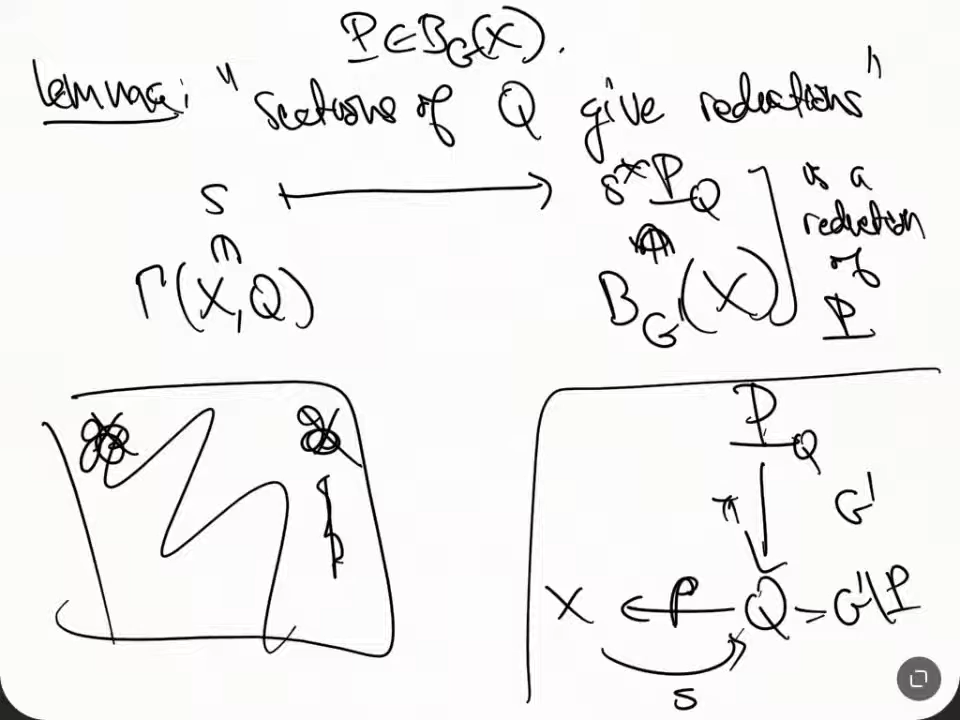 P ∈ B_G(X).
Lemma: "sections of Q give reductions"
s ⟼ s*P_Q
Γ(X,Q) B_G'(X)
is a
reduction
of
P
P_Q
π G'
X ← p Q = G'\P
s